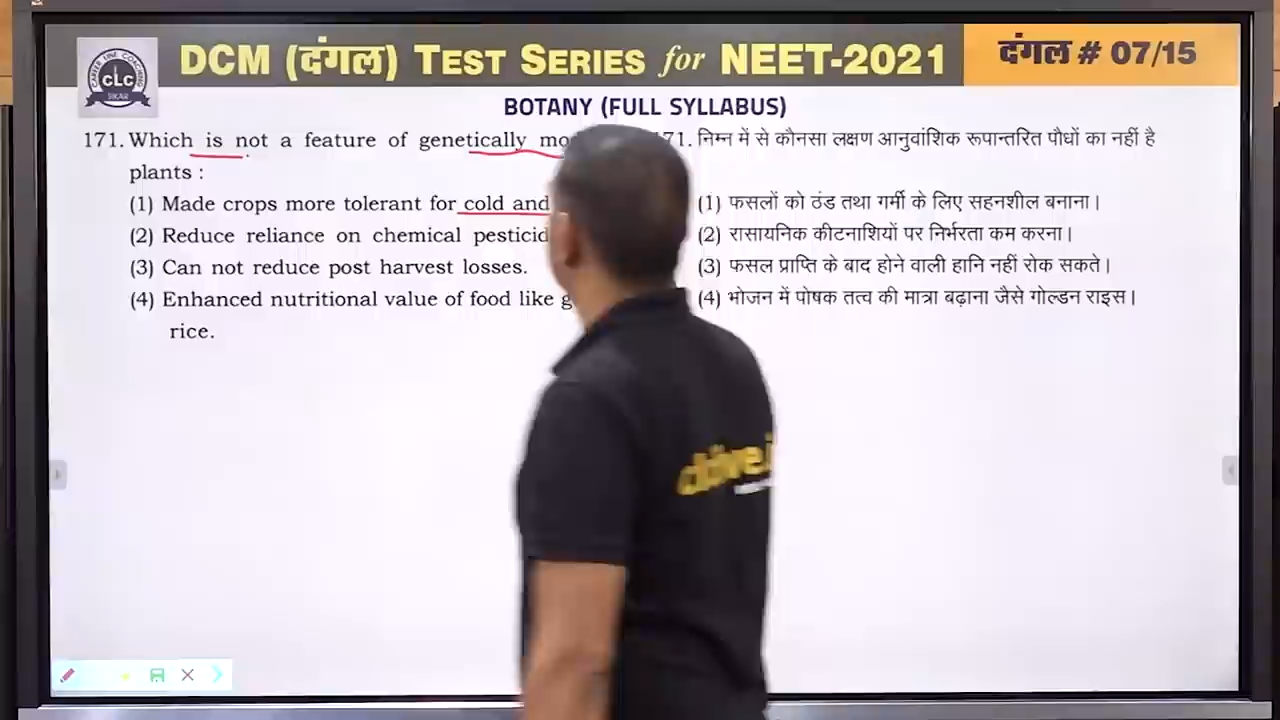 DCM (दंगल) TEST SERIES for NEET-2021
दंगल # 07/15
CLC
SIKAR
BOTANY (FULL SYLLABUS)
171. Which is not a feature of genetically
plants :
(1) Made crops more tolerant for cold and
(2) Reduce reliance on chemical
(3) Can not reduce post harvest losses.
(4) Enhanced nutritional value of food like
rice.
71. निम्न में से कौनसा लक्षण आनुवांशिक रूपान्तरित पौधों का नहीं है
(1) फसलों को ठंड तथा गर्मी के लिए सहनशील बनाना।
(2) रासायनिक कीटनाशियों पर निर्भरता कम करना।
(3) फसल प्राप्ति के बाद होने वाली हानि नहीं रोक सकते।
(4) भोजन में पोषक तत्व की मात्रा बढ़ाना जैसे गोल्डन राइस।